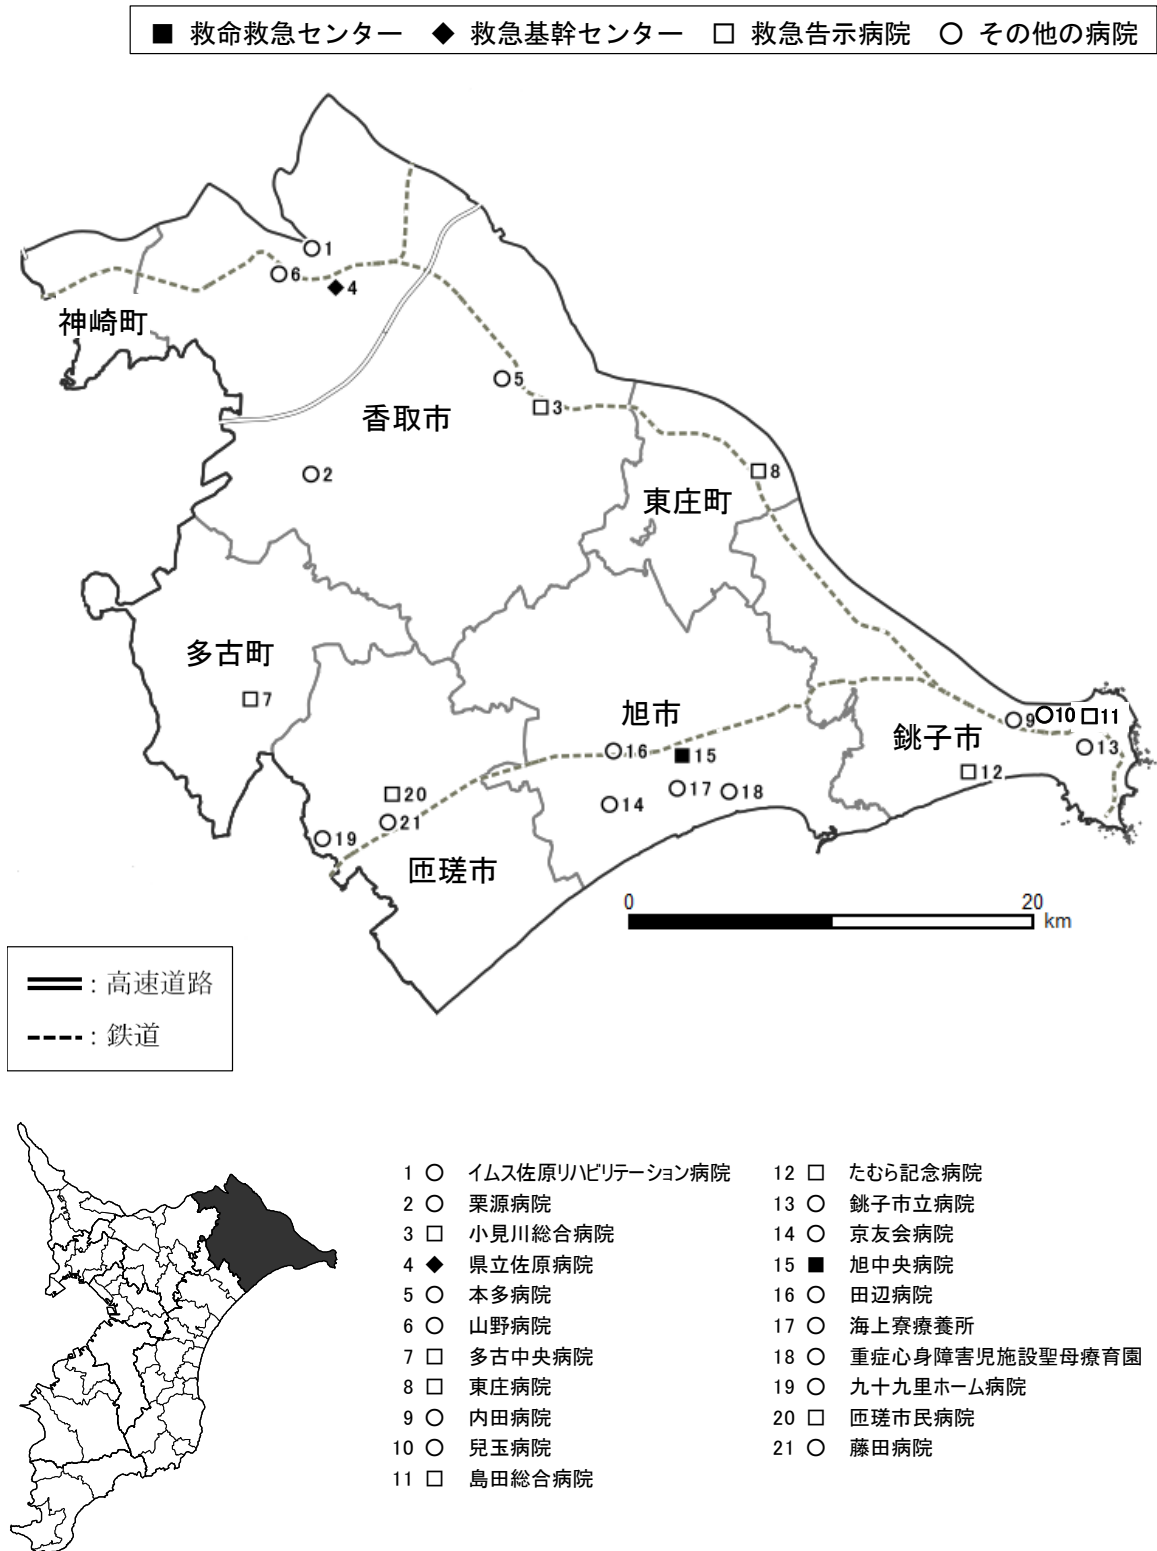 ■ 救命救急センター ◆ 救急基幹センター □ 救急告示病院 ○ その他の病院
1
6
4
神崎町
5
香取市
3
2
8
東庄町
多古町
7
旭市
9
10
11
銚子市
13
16
15
12
17
18
14
20
21
19
匝瑳市
0 20
km
: 高速道路
: 鉄道
1 ○ イムス佐原リハビリテーション病院
2 ○ 栗源病院
3 □ 小見川総合病院
4 ◆ 県立佐原病院
5 ○ 本多病院
6 ○ 山野病院
7 □ 多古中央病院
8 □ 東庄病院
9 ○ 内田病院
10 ○ 兒玉病院
11 □ 島田総合病院
12 □ たむら記念病院
13 ○ 銚子市立病院
14 ○ 京友会病院
15 ■ 旭中央病院
16 ○ 田辺病院
17 ○ 海上寮療養所
18 ○ 重症心身障害児施設聖母療育園
19 ○ 九十九里ホーム病院
20 □ 匝瑳市民病院
21 ○ 藤田病院